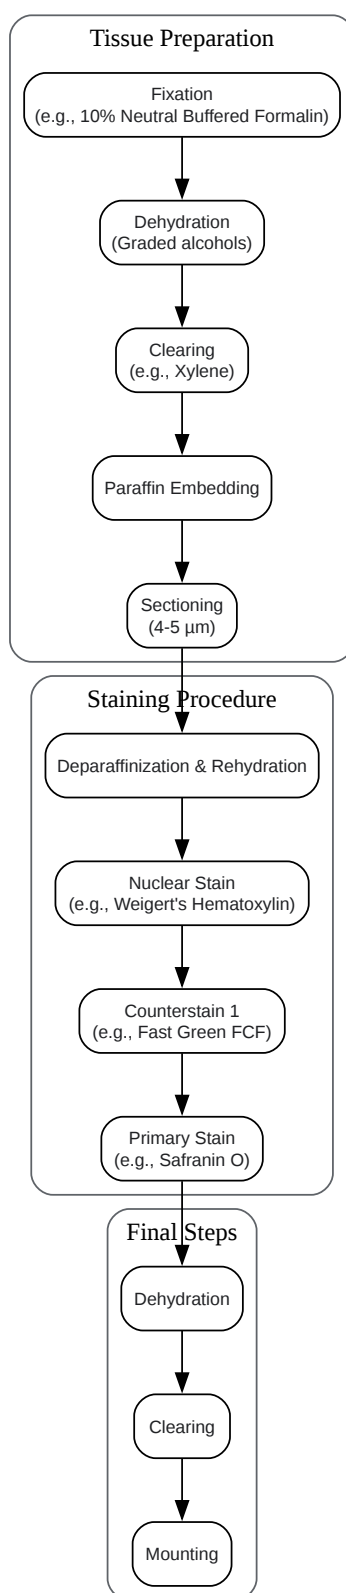 Tissue Preparation
Fixation
(e.g., 10% Neutral Buffered Formalin)
Dehydration
(Graded alcohols)
Clearing
(e.g., Xylene)
Paraffin Embedding
Sectioning
(4-5 µm)
Staining Procedure
Deparaffinization & Rehydration
Nuclear Stain
(e.g., Weigert's Hematoxylin)
Counterstain 1
(e.g., Fast Green FCF)
Primary Stain
(e.g., Safranin O)
Final Steps
Dehydration
Clearing
Mounting